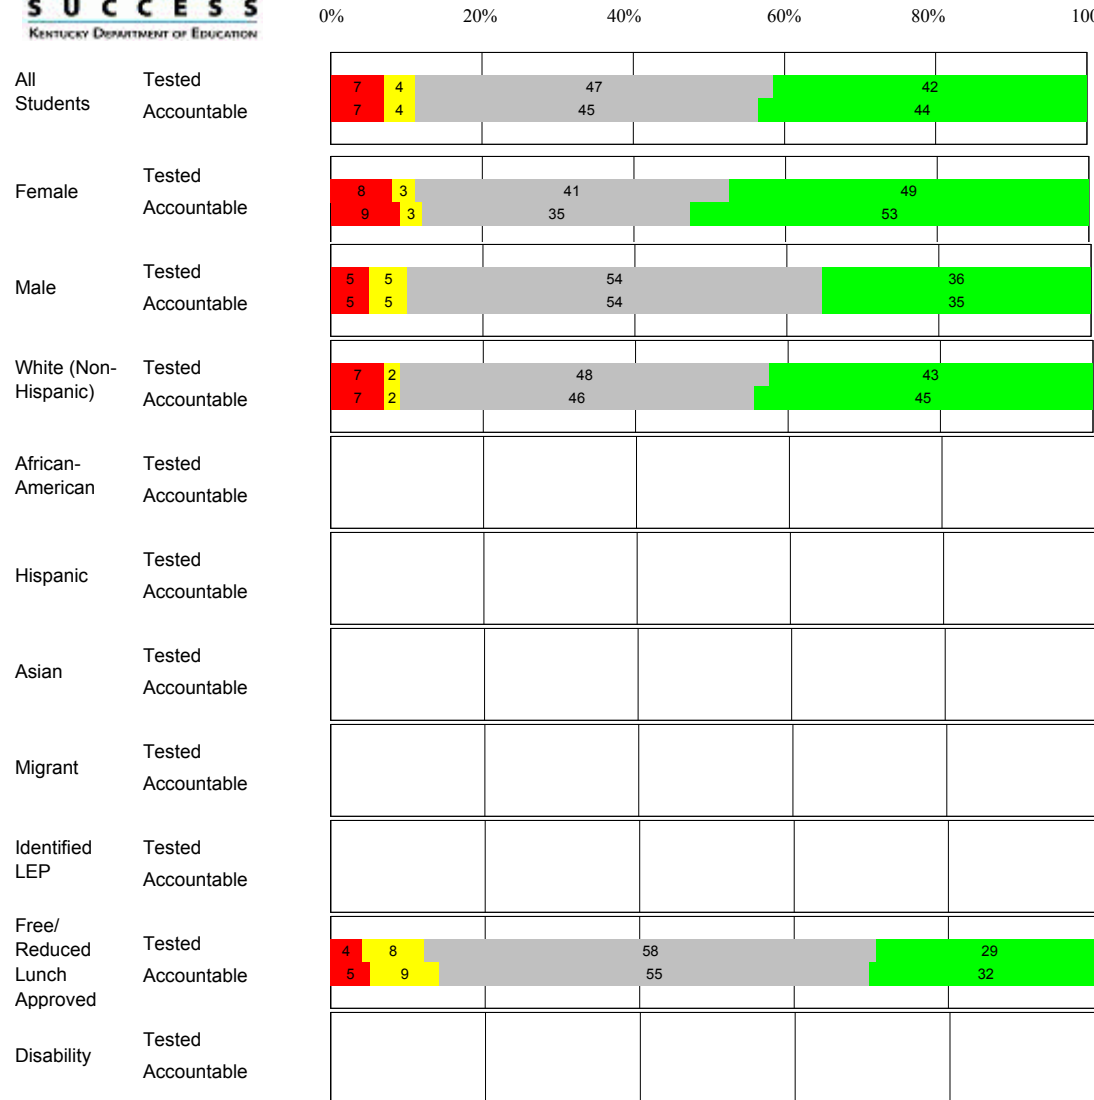 SUCCESS
KENTUCKY DEPARTMENT OF EDUCATION
0% 20% 40% 60% 80% 100
All Students
Tested 7 4 47 42
Accountable 7 4 45 44
Female
Tested 8 3 41 49
Accountable 9 3 35 53
Male
Tested 5 5 54 36
Accountable 5 5 54 35
White (Non-
Hispanic)
Tested 7 2 48 43
Accountable 7 2 46 45
African-
American
Tested
Accountable
Hispanic
Tested
Accountable
Asian
Tested
Accountable
Migrant
Tested
Accountable
Identified
LEP
Tested
Accountable
Free/
Reduced
Lunch
Approved
Tested 4 8 58 29
Accountable 5 9 55 32
Disability
Tested
Accountable